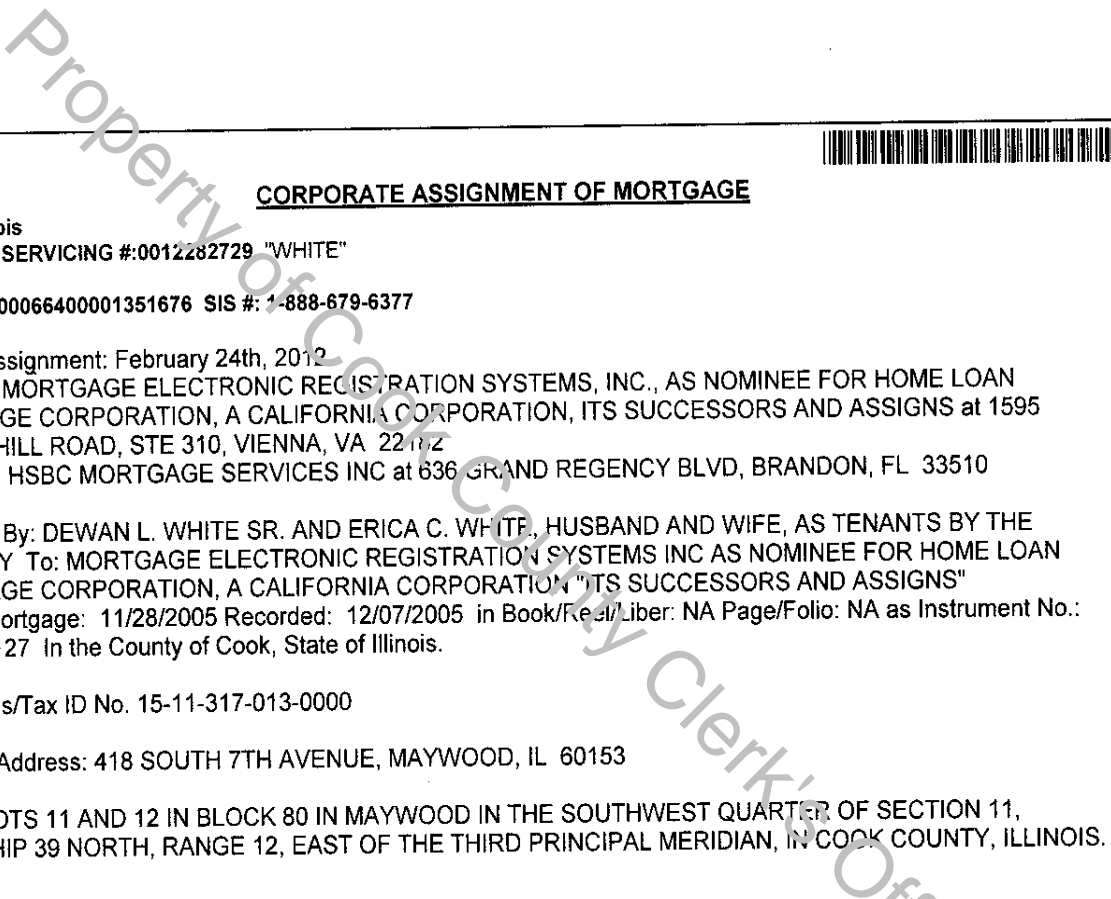 Property of Cook County Clerk's Off
CORPORATE ASSIGNMENT OF MORTGAGE
ois
SERVICING #:0012282729 "WHITE"
000664000001351676 SIS #: 1-888-679-6377
ssignment: February 24th, 2012
MORTGAGE ELECTRONIC REGISTRATION SYSTEMS, INC., AS NOMINEE FOR HOME LOAN
GE CORPORATION, A CALIFORNIA CORPORATION, ITS SUCCESSORS AND ASSIGNS at 1595
HILL ROAD, STE 310, VIENNA, VA 22182
HSBC MORTGAGE SERVICES INC at 636 GRAND REGENCY BLVD, BRANDON, FL 33510
By: DEWAN L. WHITE SR. AND ERICA C. WHITE, HUSBAND AND WIFE, AS TENANTS BY THE
Y To: MORTGAGE ELECTRONIC REGISTRATION SYSTEMS INC AS NOMINEE FOR HOME LOAN
GE CORPORATION, A CALIFORNIA CORPORATION "ITS SUCCESSORS AND ASSIGNS"
ortgage: 11/28/2005 Recorded: 12/07/2005 in Book/Reel/Liber: NA Page/Folio: NA as Instrument No.:
27 In the County of Cook, State of Illinois.
s/Tax ID No. 15-11-317-013-0000
Address: 418 SOUTH 7TH AVENUE, MAYWOOD, IL 60153
OTS 11 AND 12 IN BLOCK 80 IN MAYWOOD IN THE SOUTHWEST QUARTER OF SECTION 11,
HIP 39 NORTH, RANGE 12, EAST OF THE THIRD PRINCIPAL MERIDIAN, IN COOK COUNTY, ILLINOIS.